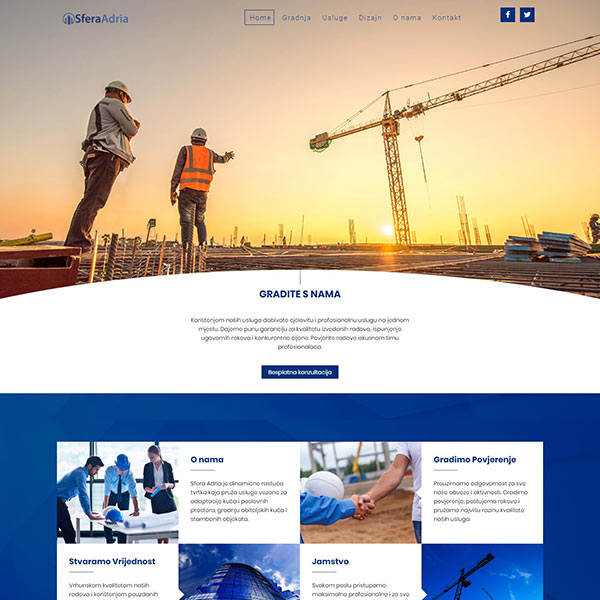 SferaAdria
Home Gradnja Usluge Dizajn O nama Kontakt
GRADITE S NAMA
Korištenjem naših usluga dobivate cjelovitu i profesionalnu uslugu na jednom
mjestu. Dajemo punu garanciju za kvalitetu izvedenih radova, ispunjenje
ugovornih rokova i konkurentne cijene. Povjerite radove iskusnom timu
profesionalaca.
Besplatna konzultacija
O nama
Sfera Adria je dinamično rastuća
tvrtka koja pruža usluge vezano za
adaptacije kuća i poslovnih
prostora, gradnju obiteljskih kuća i
stambenih objekata.
Gradimo Povjerenje
Preuzimamo odgovornost za sve
naše obveze i aktivnosti. Gradimo
povjerenje, poštujemo rokove i
pružamo najvišu razinu kvalitete
naših usluga.
Stvaramo Vrijednost
Vrhunskom kvalitetom naših
radova i korištenjem pouzdanih
Jamstvo
Svakom poslu pristupamo
maksimalno profesionalno i za sve